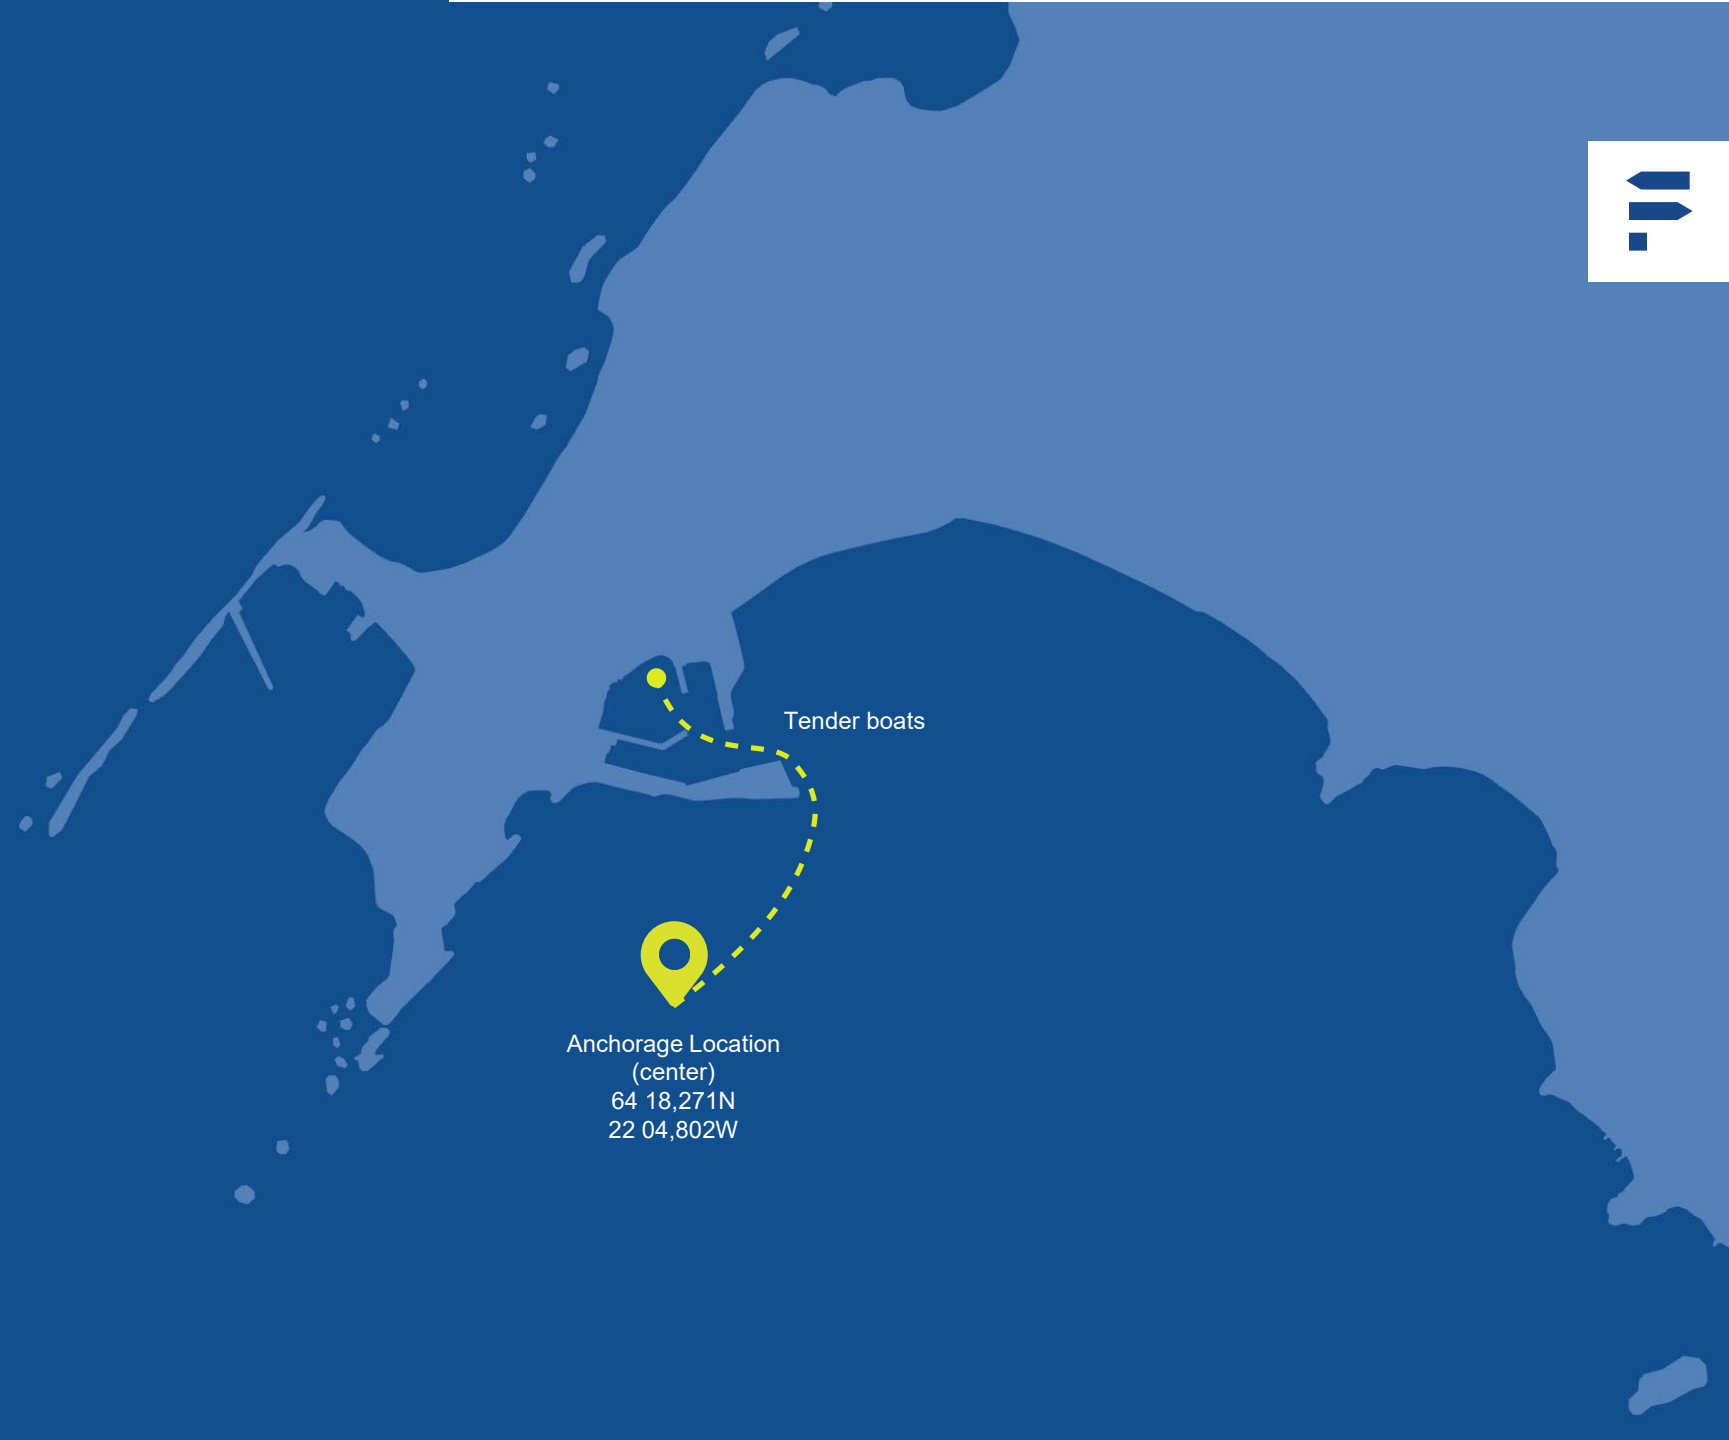 Tender boats
Anchorage Location
(center)
64 18,271N
22 04,802W